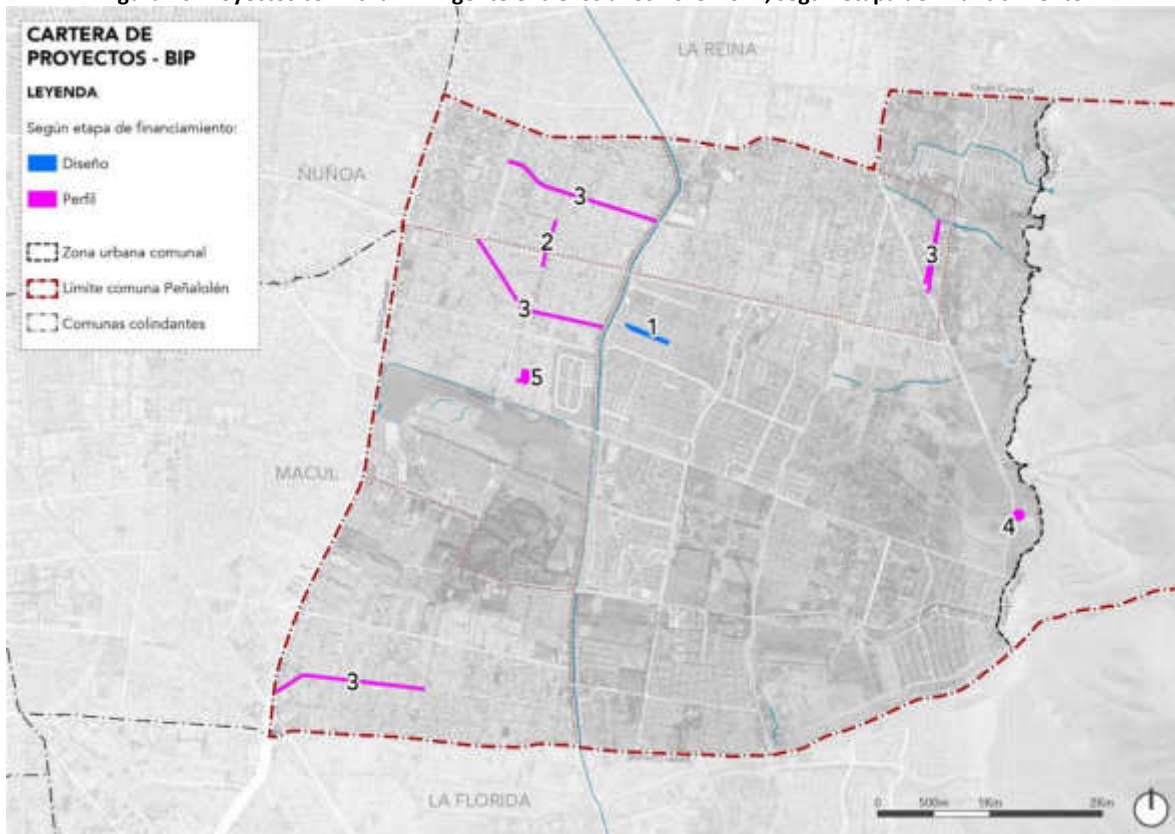 CARTERA DE
PROYECTOS - BIP
LEYENDA
Según etapa de financiamiento:
Diseño
Perfil
Zona urbana comunal
Límite comuna Peñalolén
Comunas colindantes
LA REINA
ÑUÑOA
3
2
3
3
1
5
MACUL
4
3
LA FLORIDA
0 500m 1Km 2Km